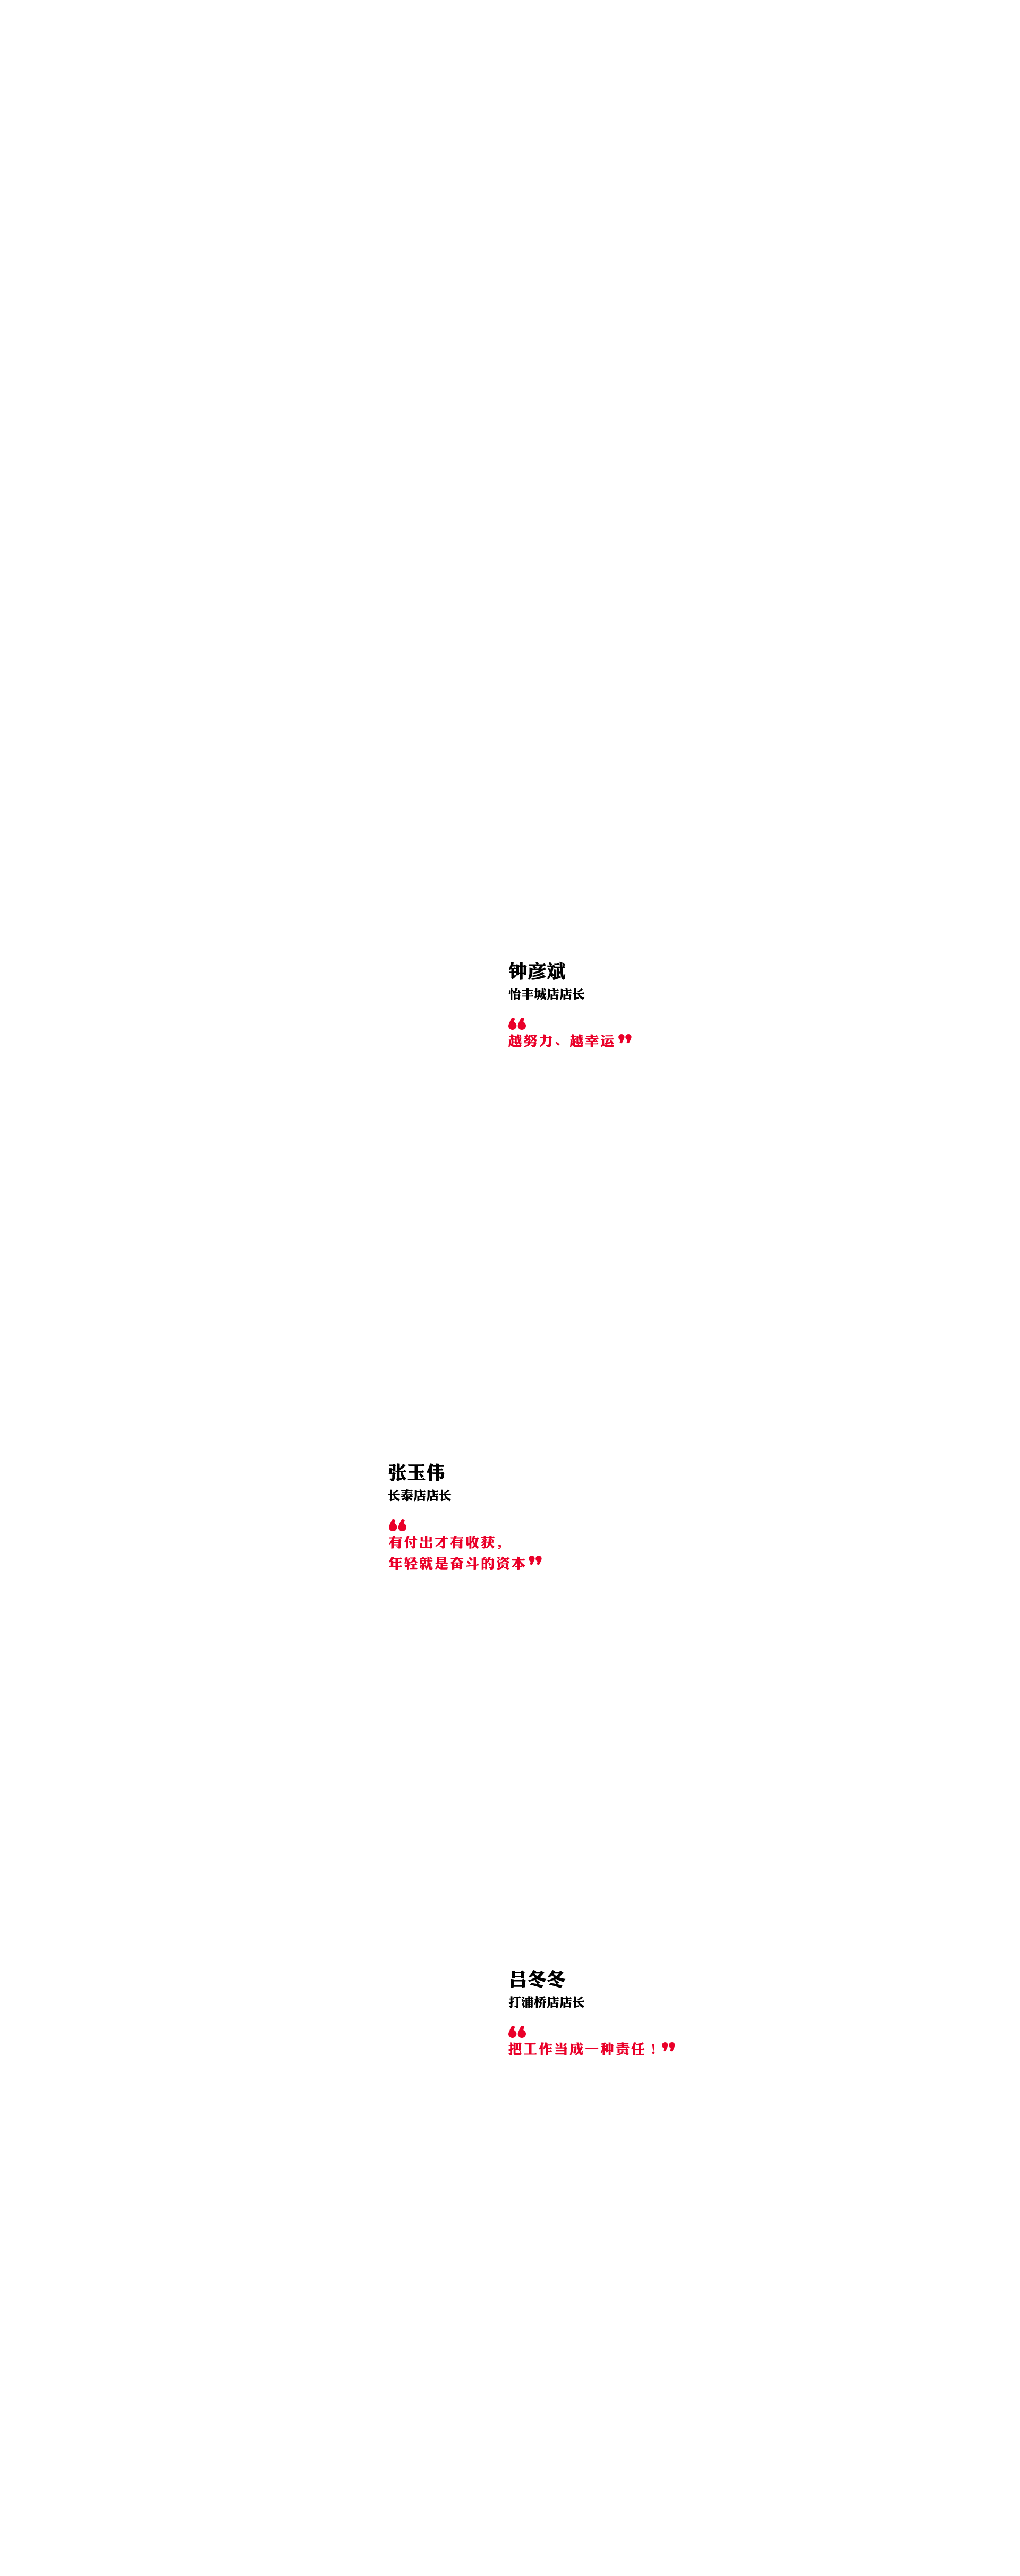 钟彦斌
怡丰城店店长
“
越努力、越幸运”
张玉伟
长泰店店长
“
有付出才有收获，
年轻就是奋斗的资本”
吕冬冬
打浦桥店店长
“
把工作当成一种责任！”